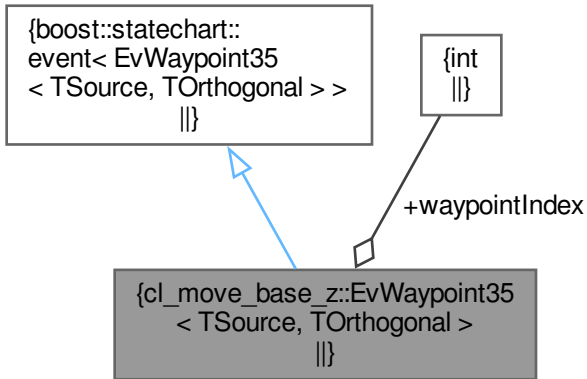 {boost::statechart::
event< EvWaypoint35
< TSource, TOrthogonal > >
||}
{int
||}
+waypointIndex
{cl_move_base_z::EvWaypoint35
< TSource, TOrthogonal >
||}